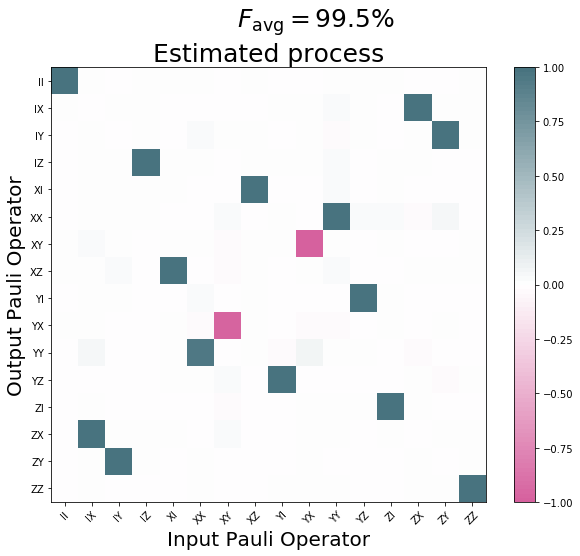 F_avg = 99.5%
Estimated process
Output Pauli Operator
II
IX
IY
IZ
XI
XX
XY
XZ
YI
YX
YY
YZ
ZI
ZX
ZY
ZZ
II IX IY IZ XI XX XY XZ YI YX YY YZ ZI ZX ZY ZZ
Input Pauli Operator
1.00
0.75
0.50
0.25
0.00
−0.25
−0.50
−0.75
−1.00